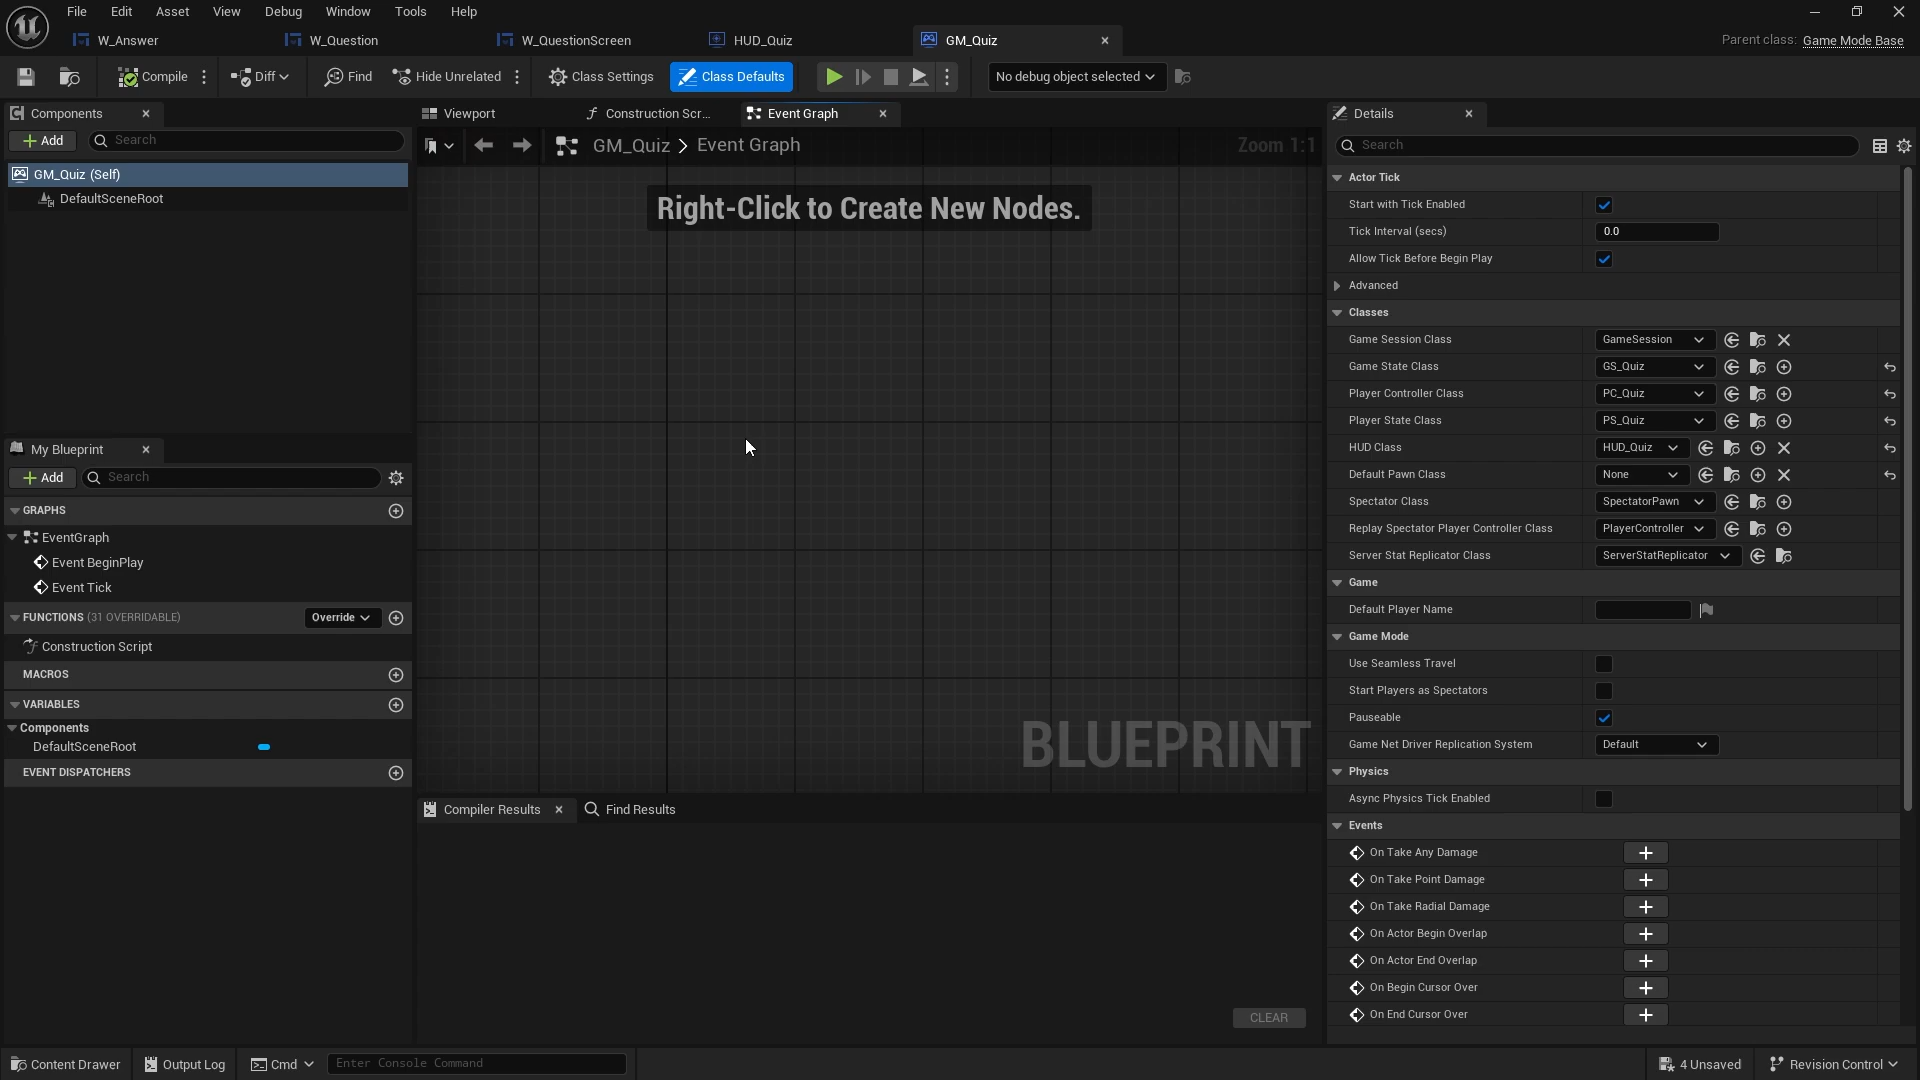 File Edit Asset View Debug Window Tools Help
W_Answer W_Question W_QuestionScreen HUD_Quiz GM_Quiz Parent class: Game Mode Base
Compile Diff Find Hide Unrelated Class Settings Class Defaults No debug object selected
Components
Add Search
GM_Quiz (Self)
DefaultSceneRoot
My Blueprint
Add Search
GRAPHS
EventGraph
Event BeginPlay
Event Tick
FUNCTIONS (31 OVERRIDABLE) Override
Construction Script
MACROS
VARIABLES
Components
DefaultSceneRoot
EVENT DISPATCHERS
Viewport Construction Scr... Event Graph
GM_Quiz > Event Graph Zoom 1:1
Right-Click to Create New Nodes.
BLUEPRINT
Compiler Results Find Results
CLEAR
Details
Search
Actor Tick
Start with Tick Enabled
Tick Interval (secs) 0.0
Allow Tick Before Begin Play
Advanced
Classes
Game Session Class GameSession
Game State Class GS_Quiz
Player Controller Class PC_Quiz
Player State Class PS_Quiz
HUD Class HUD_Quiz
Default Pawn Class None
Spectator Class SpectatorPawn
Replay Spectator Player Controller Class PlayerController
Server Stat Replicator Class ServerStatReplicator
Game
Default Player Name
Game Mode
Use Seamless Travel
Start Players as Spectators
Pauseable
Game Net Driver Replication System Default
Physics
Async Physics Tick Enabled
Events
On Take Any Damage
On Take Point Damage
On Take Radial Damage
On Actor Begin Overlap
On Actor End Overlap
On Begin Cursor Over
On End Cursor Over
Content Drawer Output Log Cmd Enter Console Command 4 Unsaved Revision Control